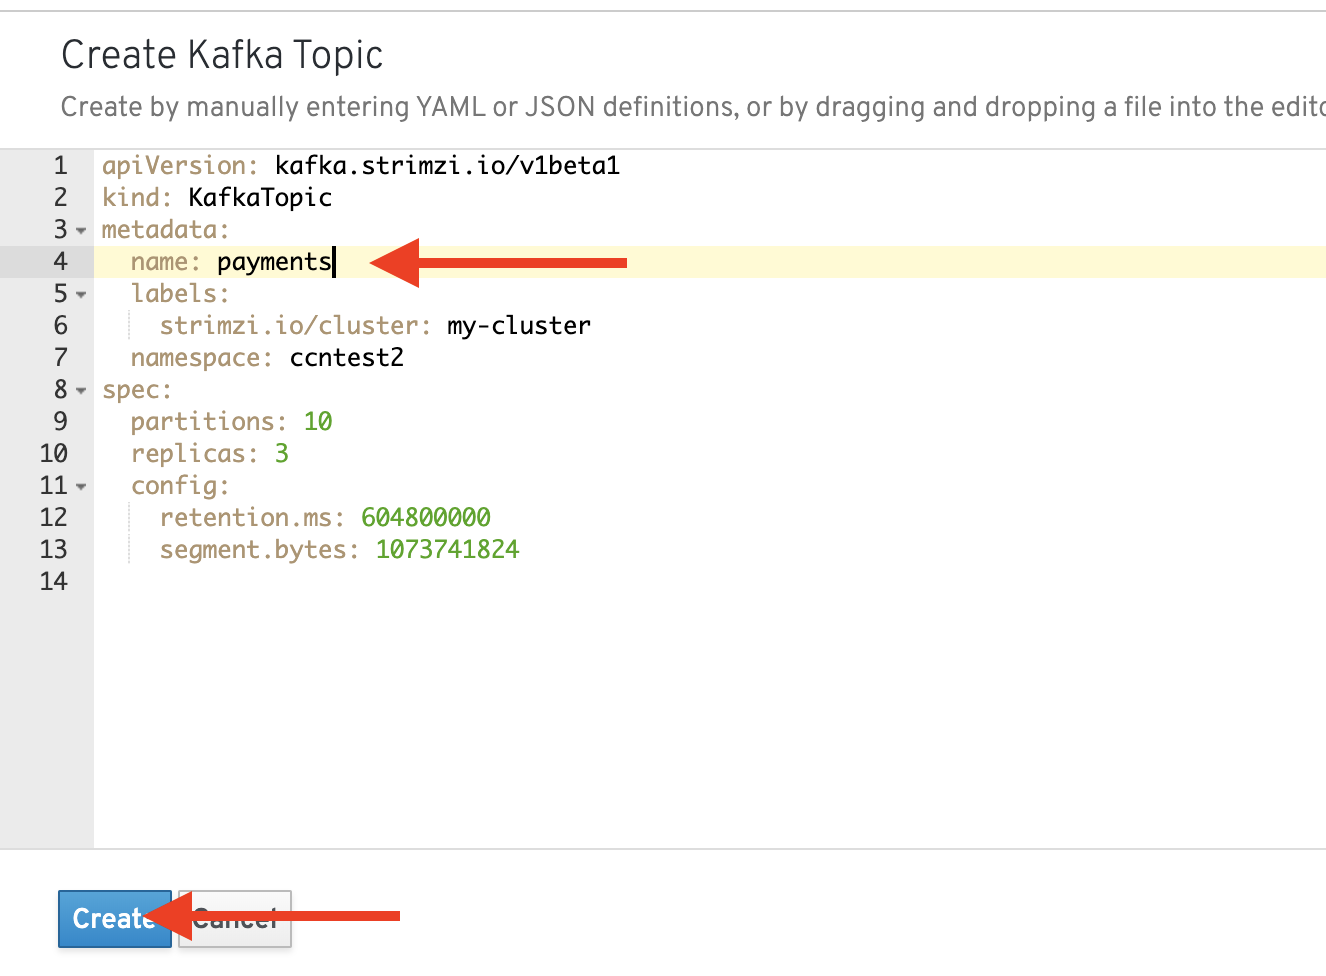 Create Kafka Topic
Create by manually entering YAML or JSON definitions, or by dragging and dropping a file into the
1 apiVersion: kafka.strimzi.io/v1beta1
2 kind: KafkaTopic
3 metadata:
4   name: payments
5   labels:
6     strimzi.io/cluster: my-cluster
7   namespace: ccntest2
8 spec:
9   partitions: 10
10   replicas: 3
11   config:
12     retention.ms: 604800000
13     segment.bytes: 1073741824
14
Create Cancel